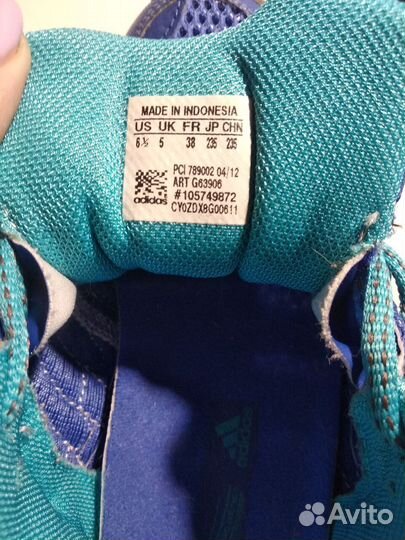 MADE IN INDONESIA
US UK FR JP CHN
6½ 5 38 235 235
PCI 789002 04/12
ART G63906
#105749872
CY0ZDX8G00611
adidas
adidas
Avito